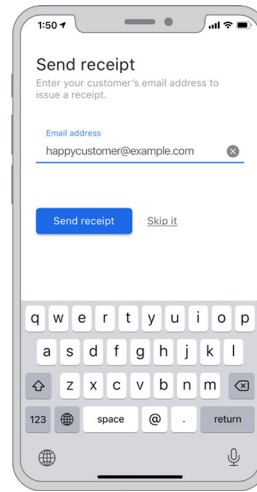 1:50
Send receipt
Enter your customer's email address to
issue a receipt.
Email address
happycustomer@example.com
Send receipt Skip it
q w e r t y u i o p
a s d f g h j k l
z x c v b n m
123 space @ . return